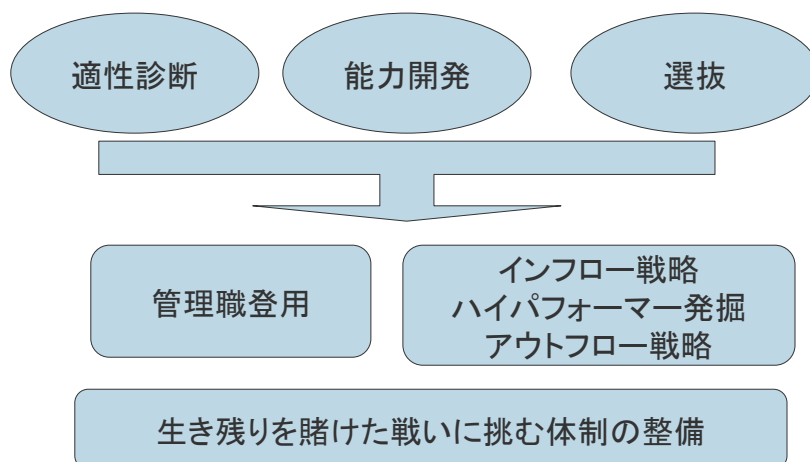 適性診断
能力開発
選抜
管理職登用
インフロー戦略
ハイパフォーマー発掘
アウトフロー戦略
生き残りを賭けた戦いに挑む体制の整備